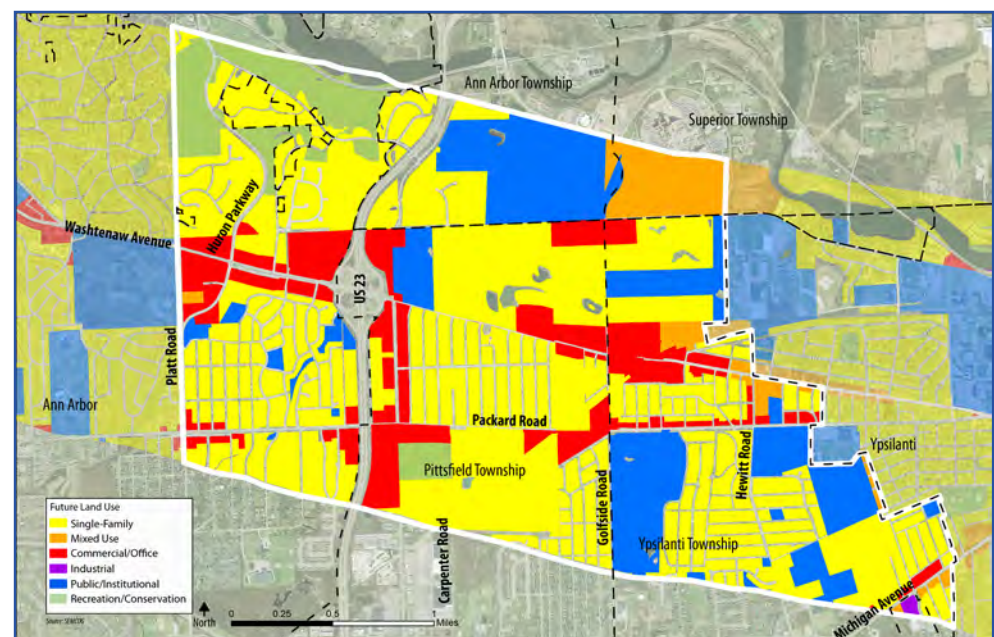 Ann Arbor Township
Superior Township
Huron Parkway
Washtenaw Avenue
US 23
Platt Road
Ann Arbor
Packard Road
Pittsfield Township
Ypsilanti
Hewitt Road
Golfside Road
Ypsilanti Township
Carpenter Road
Michigan Avenue
Future Land Use
Single-Family
Mixed Use
Commercial/Office
Industrial
Public/Institutional
Recreation/Conservation
Source: SEMCOG
North
0 0.25 0.5 1
Miles